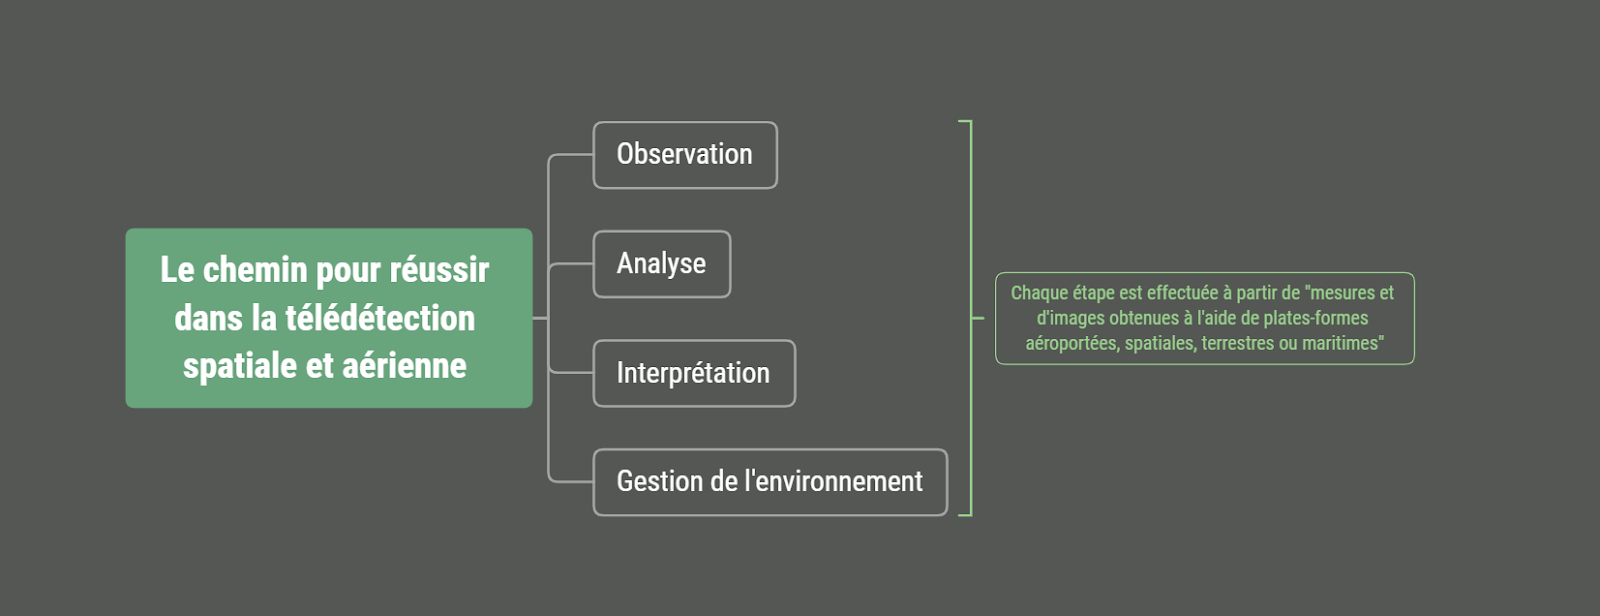 Le chemin pour réussir
dans la télédétection
spatiale et aérienne
Observation
Analyse
Interprétation
Gestion de l'environnement
Chaque étape est effectuée à partir de "mesures et
d'images obtenues à l'aide de plates-formes
aéroportées, spatiales, terrestres ou maritimes"